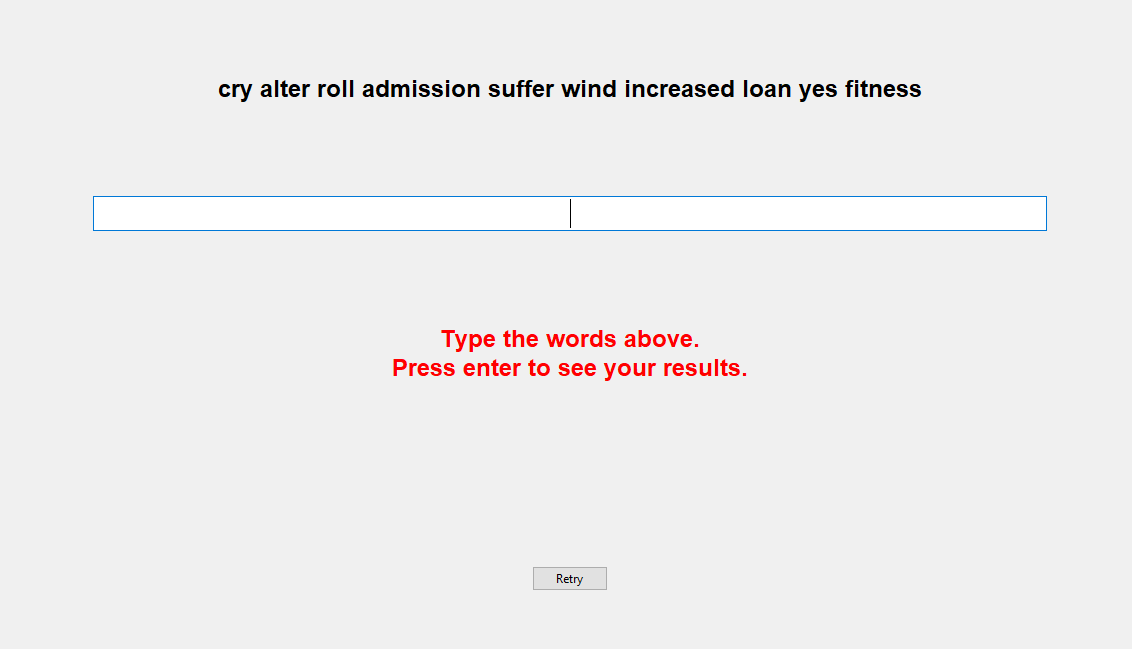 cry alter roll admission suffer wind increased loan yes fitness
Type the words above.
Press enter to see your results.
Retry